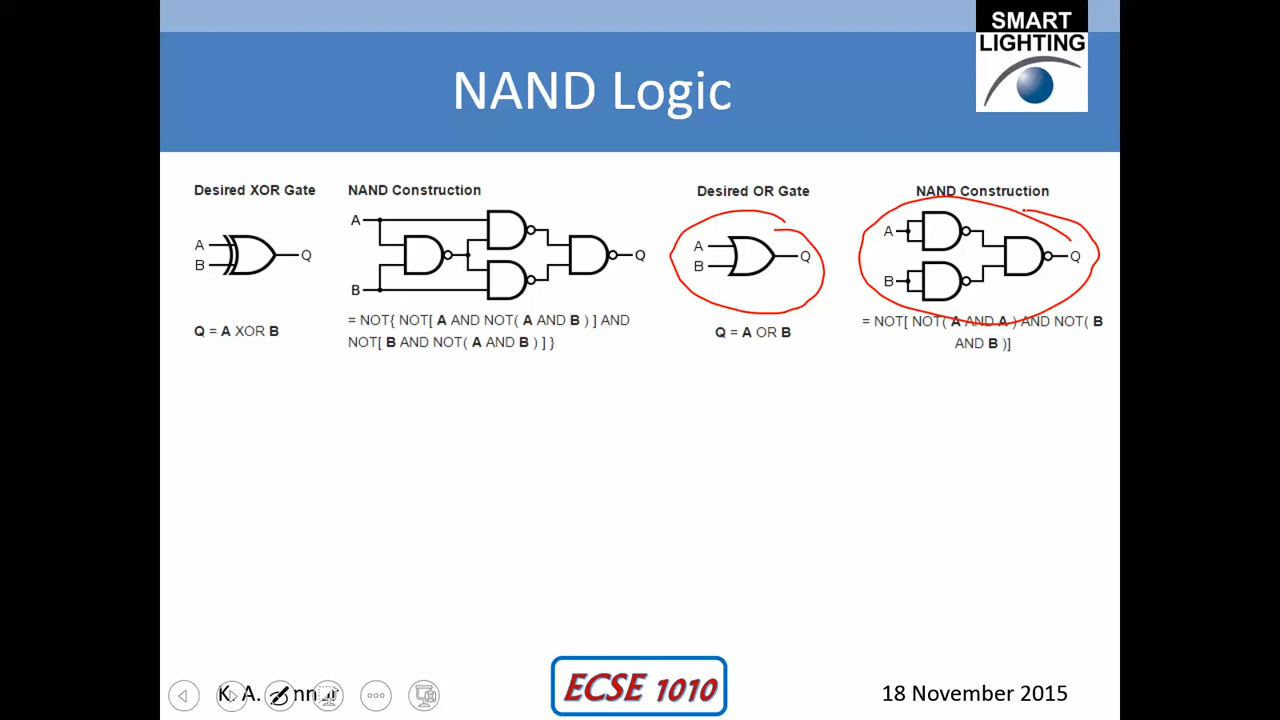 SMART
LIGHTING
NAND Logic
Desired XOR Gate
NAND Construction
A
B
Q
A
B
Q
Q = A XOR B
= NOT{ NOT[ A AND NOT( A AND B ) ] AND
NOT[ B AND NOT( A AND B ) ] }
Desired OR Gate
NAND Construction
A
B
Q
A
B
Q
Q = A OR B
= NOT[ NOT( A AND A ) AND NOT( B
AND B )]
K. A.
ECSE 1010
18 November 2015